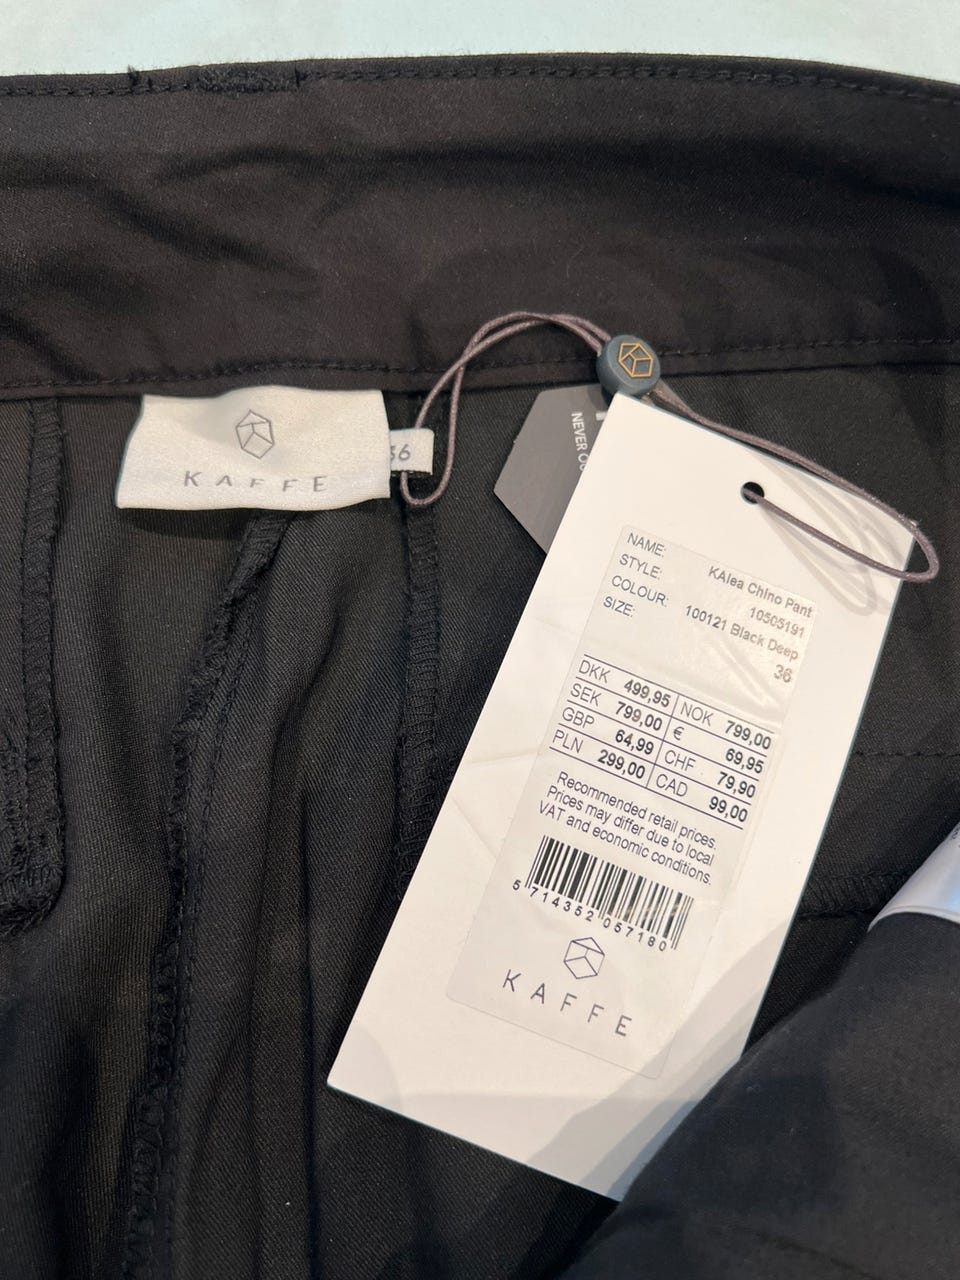 KAFFE
36
NEVER
NAME: KAlea Chino Pant
STYLE: 10505191
COLOUR: 100121 Black Deep
SIZE: 36
DKK 499,95 NOK 799,00
SEK 799,00 € 69,95
GBP 64,99 CHF 79,90
PLN 299,00 CAD 99,00
Recommended retail prices.
Prices may differ due to local
VAT and economic conditions.
5 714352 057180
KAFFE